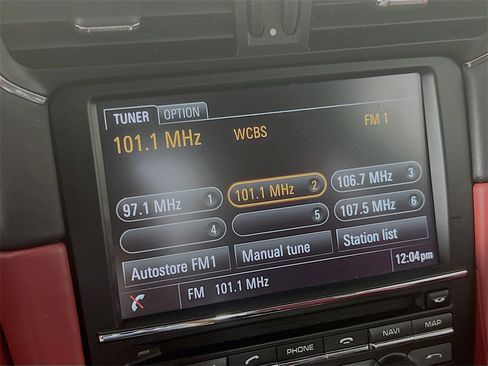 TUNER OPTION
101.1 MHz WCBS FM 1
97.1 MHz 1 101.1 MHz 2 106.7 MHz 3
4 5 107.5 MHz 6
Autostore FM1 Manual tune Station list
FM 101.1 MHz 12:04pm
PHONE NAVI MAP